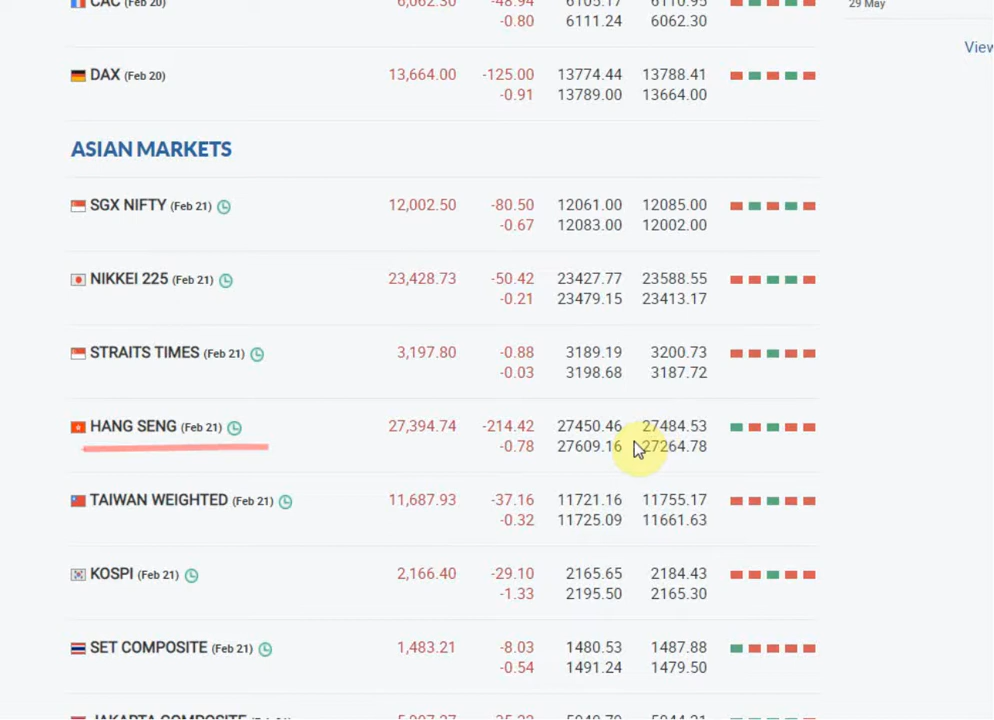 CAC (Feb 20) 6,062.30 -48.94 6105.17 6110.95
-0.80 6111.24 6062.30
29 May
View
DAX (Feb 20) 13,664.00 -125.00 13774.44 13788.41
-0.91 13789.00 13664.00
ASIAN MARKETS
SGX NIFTY (Feb 21) 12,002.50 -80.50 12061.00 12085.00
-0.67 12083.00 12002.00
NIKKEI 225 (Feb 21) 23,428.73 -50.42 23427.77 23588.55
-0.21 23479.15 23413.17
STRAITS TIMES (Feb 21) 3,197.80 -0.88 3189.19 3200.73
-0.03 3198.68 3187.72
HANG SENG (Feb 21) 27,394.74 -214.42 27450.46 27484.53
-0.78 27609.16 27264.78
TAIWAN WEIGHTED (Feb 21) 11,687.93 -37.16 11721.16 11755.17
-0.32 11725.09 11661.63
KOSPI (Feb 21) 2,166.40 -29.10 2165.65 2184.43
-1.33 2195.50 2165.30
SET COMPOSITE (Feb 21) 1,483.21 -8.03 1480.53 1487.88
-0.54 1491.24 1479.50
JAKARTA COMPOSITE